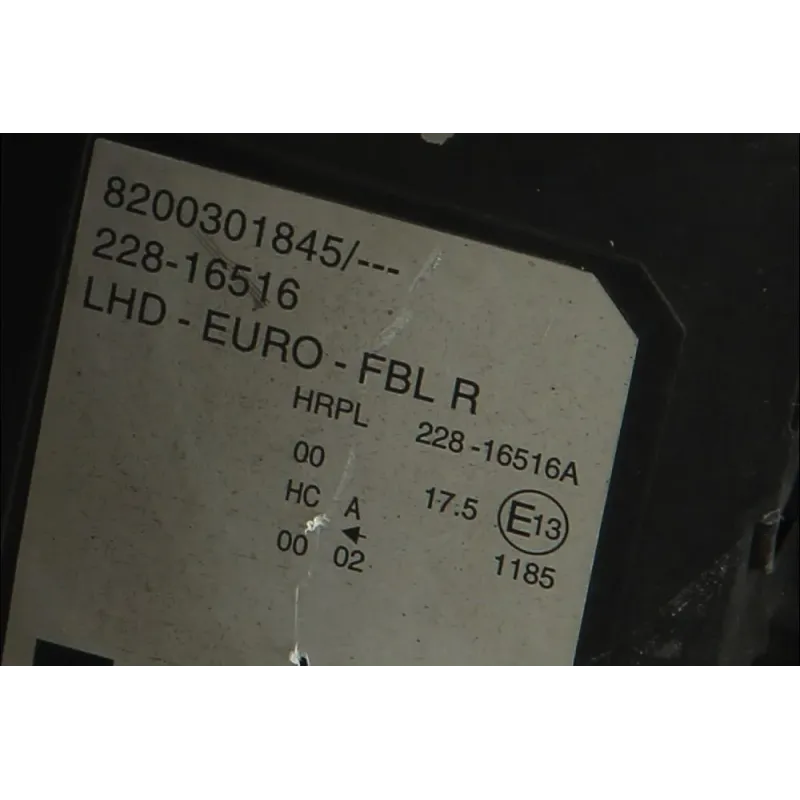 8200301845/---
228-16516
LHD - EURO - FBL R
HRPL 228-16516A
00
HC A 17.5 E13
00 ◄ 02 1185